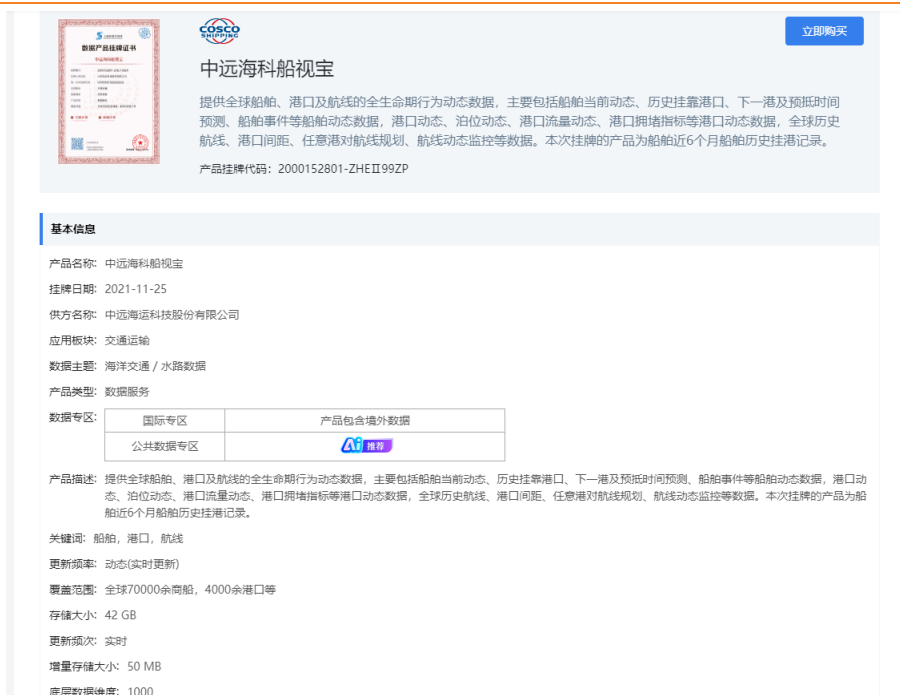 数据产品挂牌证书
COSCO
SHIPPING
立即购买
中远海科船视宝
提供全球船舶、港口及航线的全生命期行为动态数据，主要包括船舶当前动态、历史挂靠港口、下一港及预抵时间
预测、船舶事件等船舶动态数据，港口动态、泊位动态、港口流量动态、港口拥堵指标等港口动态数据，全球历史
航线、港口间距、任意港对航线规划、航线动态监控等数据。本次挂牌的产品为船舶近6个月船舶历史挂港记录。
产品挂牌代码：2000152801-ZHEII99ZP
基本信息
产品名称: 中远海科船视宝
挂牌日期: 2021-11-25
供方名称: 中远海运科技股份有限公司
应用板块: 交通运输
数据主题: 海洋交通 / 水路数据
产品类型: 数据服务
数据专区: 国际专区 产品包含境外数据
公共数据专区 Ai 推荐
产品描述: 提供全球船舶、港口及航线的全生命期行为动态数据，主要包括船舶当前动态、历史挂靠港口、下一港及预抵时间预测、船舶事件等船舶动态数据，港口动
态、泊位动态、港口流量动态、港口拥堵指标等港口动态数据，全球历史航线、港口间距、任意港对航线规划、航线动态监控等数据。本次挂牌的产品为船
舶近6个月船舶历史挂港记录。
关键词: 船舶，港口，航线
更新频率: 动态(实时更新)
覆盖范围: 全球70000余商船，4000余港口等
存储大小: 42 GB
更新频次: 实时
增量存储大小: 50 MB
底层数据维度: 1000